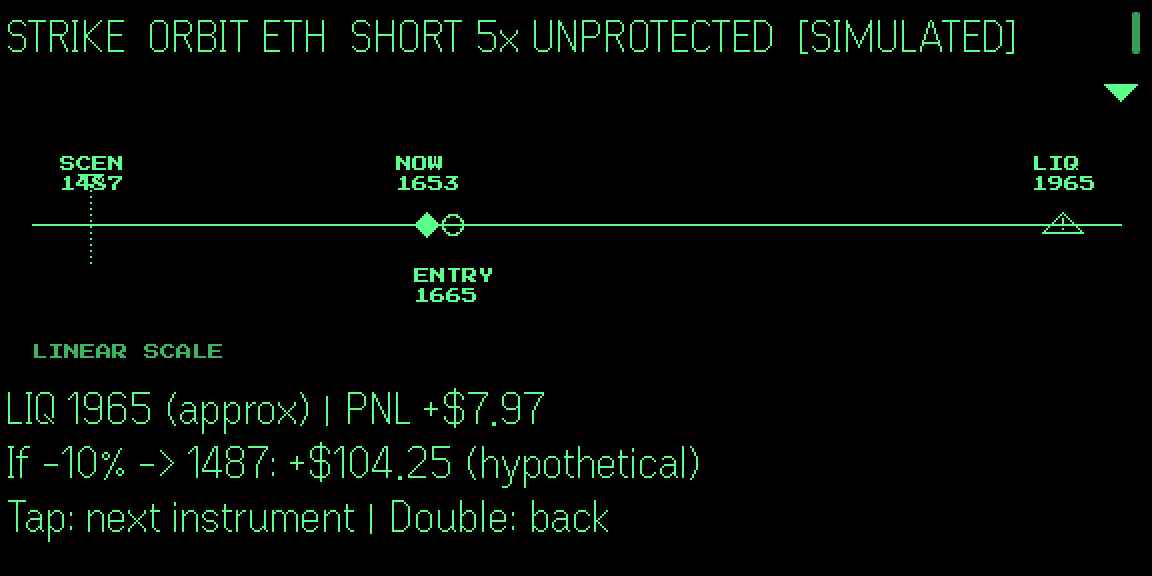 STRIKE ORBIT ETH SHORT 5x UNPROTECTED [SIMULATED]
SCEN
1487
NOW
1653
LIQ
1965
ENTRY
1665
LINEAR SCALE
LIQ 1965 (approx) | PNL +$7.97
If -10% -> 1487: +$104.25 (hypothetical)
Tap: next instrument | Double: back